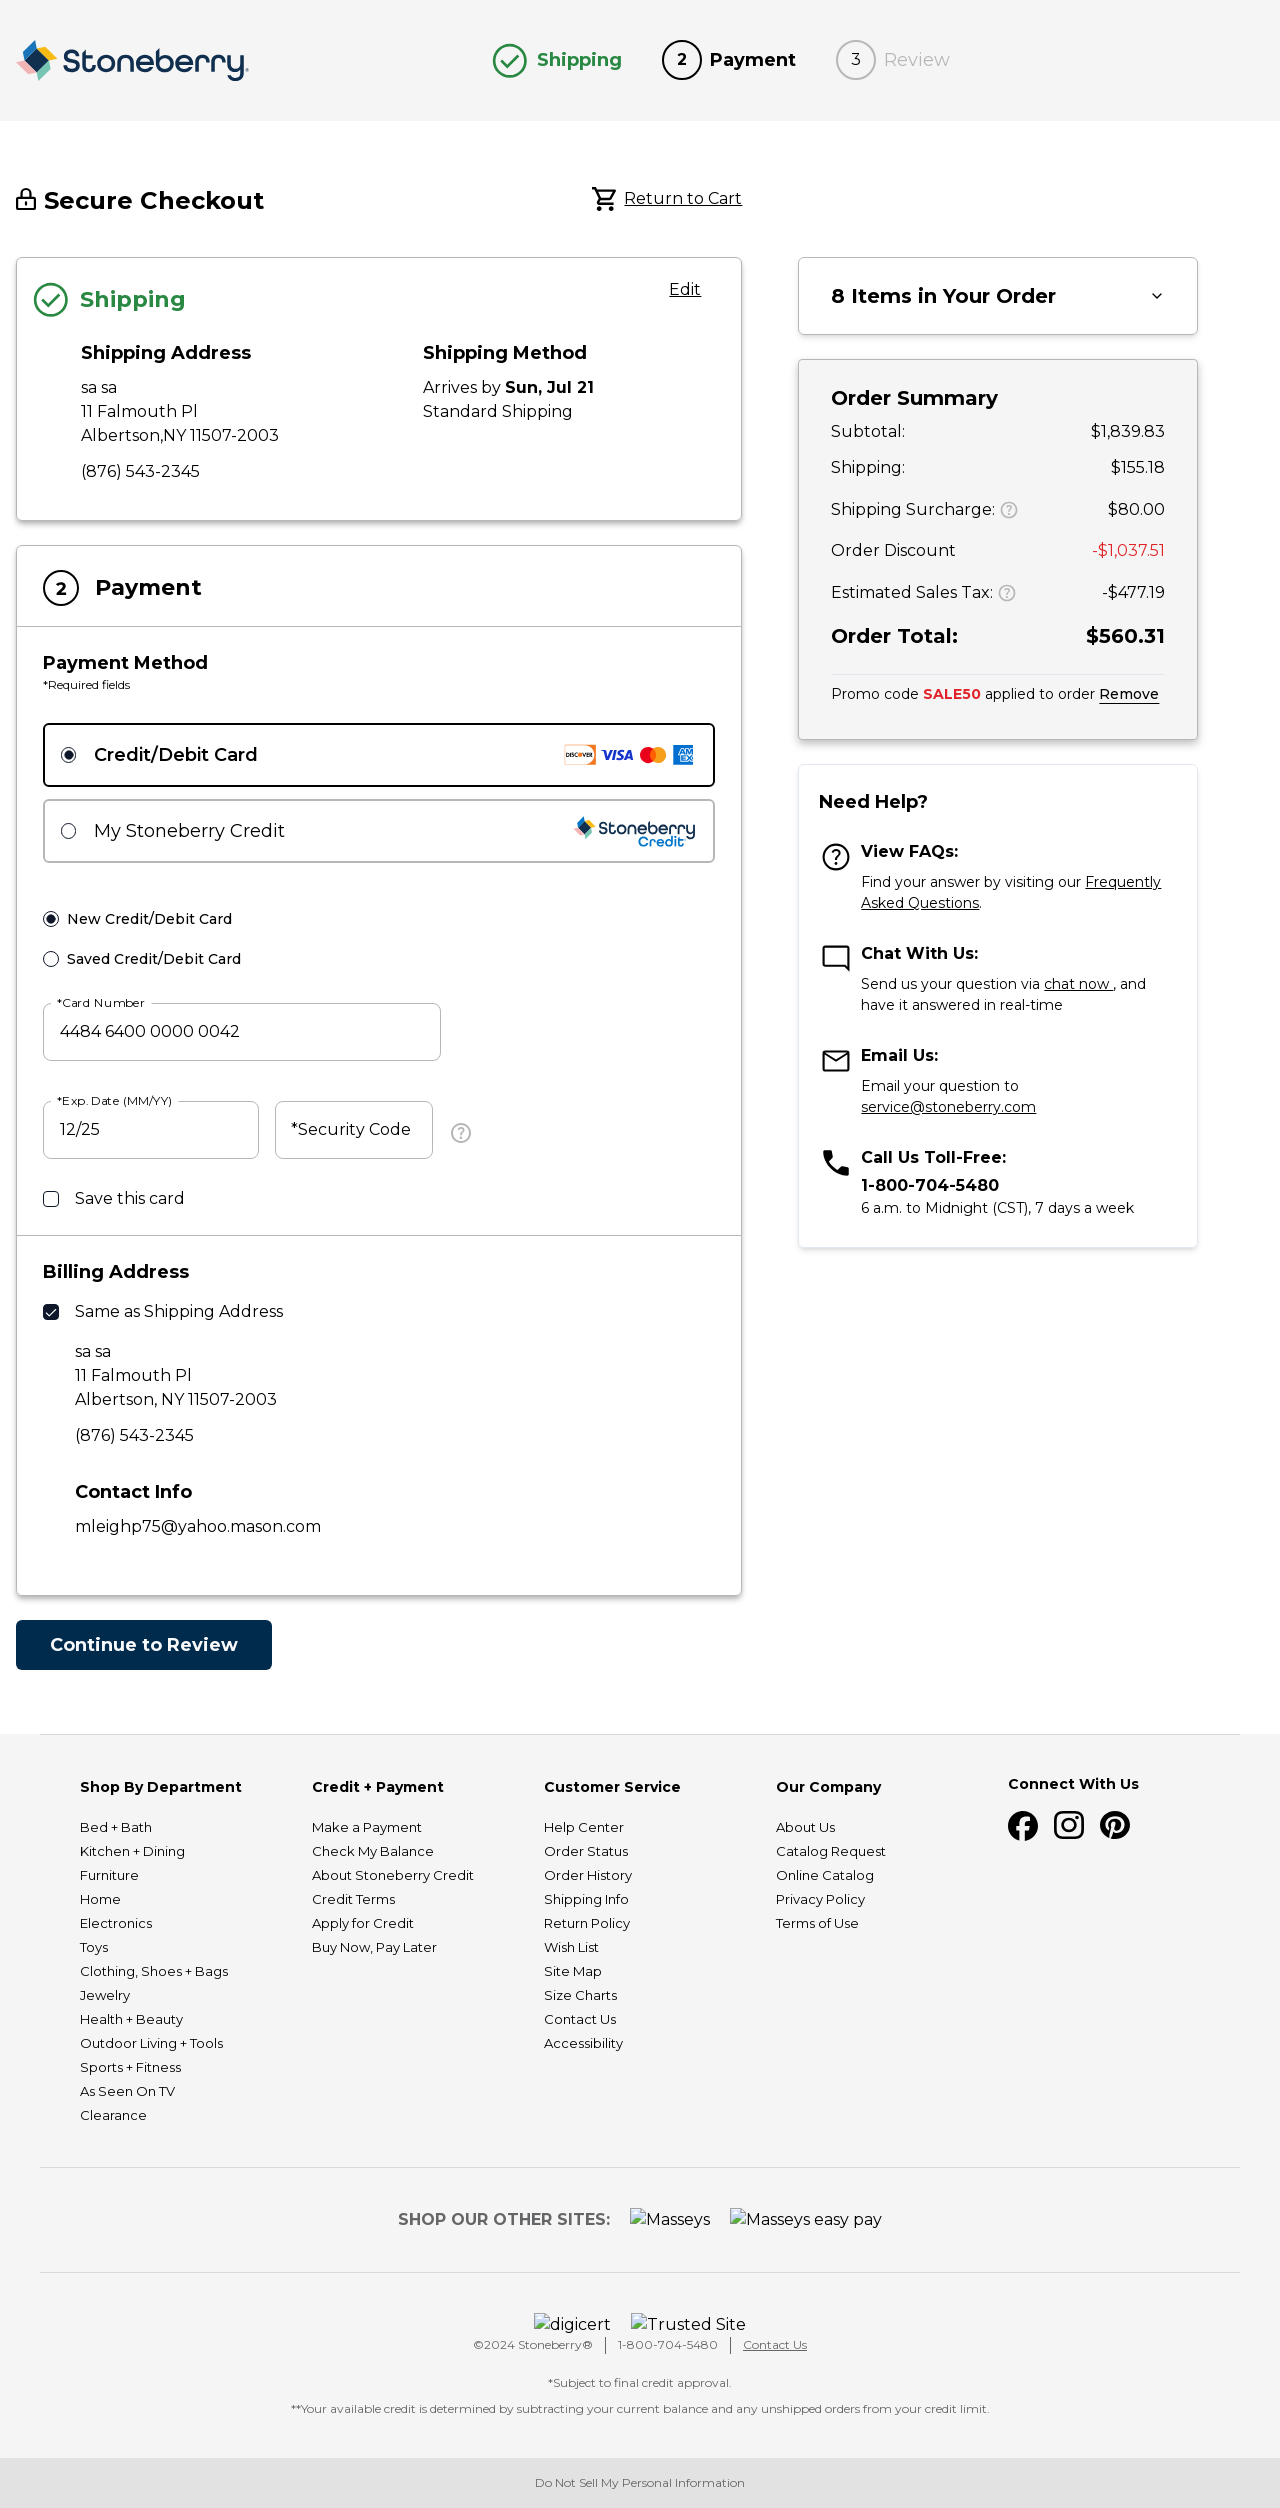 Stoneberry
Shipping
2 Payment
3 Review
Secure Checkout
Return to Cart
Shipping
Edit
Shipping Address
sa sa
11 Falmouth Pl
Albertson,NY 11507-2003
(876) 543-2345
Shipping Method
Arrives by Sun, Jul 21
Standard Shipping
2 Payment
Payment Method
*Required fields
Credit/Debit Card
DISCOVER VISA AMEX
My Stoneberry Credit
Stoneberry
Credit
New Credit/Debit Card
Saved Credit/Debit Card
*Card Number
4484 6400 0000 0042
*Exp. Date (MM/YY)
12/25
*Security Code
Save this card
Billing Address
Same as Shipping Address
sa sa
11 Falmouth Pl
Albertson, NY 11507-2003
(876) 543-2345
Contact Info
mleighp75@yahoo.mason.com
Continue to Review
8 Items in Your Order
Order Summary
Subtotal: $1,839.83
Shipping: $155.18
Shipping Surcharge: ? $80.00
Order Discount -$1,037.51
Estimated Sales Tax: ? -$477.19
Order Total: $560.31
Promo code SALE50 applied to order Remove
Need Help?
View FAQs:
Find your answer by visiting our Frequently
Asked Questions.
Chat With Us:
Send us your question via chat now , and
have it answered in real-time
Email Us:
Email your question to
service@stoneberry.com
Call Us Toll-Free:
1-800-704-5480
6 a.m. to Midnight (CST), 7 days a week
Shop By Department
Bed + Bath
Kitchen + Dining
Furniture
Home
Electronics
Toys
Clothing, Shoes + Bags
Jewelry
Health + Beauty
Outdoor Living + Tools
Sports + Fitness
As Seen On TV
Clearance
Credit + Payment
Make a Payment
Check My Balance
About Stoneberry Credit
Credit Terms
Apply for Credit
Buy Now, Pay Later
Customer Service
Help Center
Order Status
Order History
Shipping Info
Return Policy
Wish List
Site Map
Size Charts
Contact Us
Accessibility
Our Company
About Us
Catalog Request
Online Catalog
Privacy Policy
Terms of Use
Connect With Us
SHOP OUR OTHER SITES: Masseys Masseys easy pay
digicert Trusted Site
©2024 Stoneberry® | 1-800-704-5480 | Contact Us
*Subject to final credit approval.
**Your available credit is determined by subtracting your current balance and any unshipped orders from your credit limit.
Do Not Sell My Personal Information